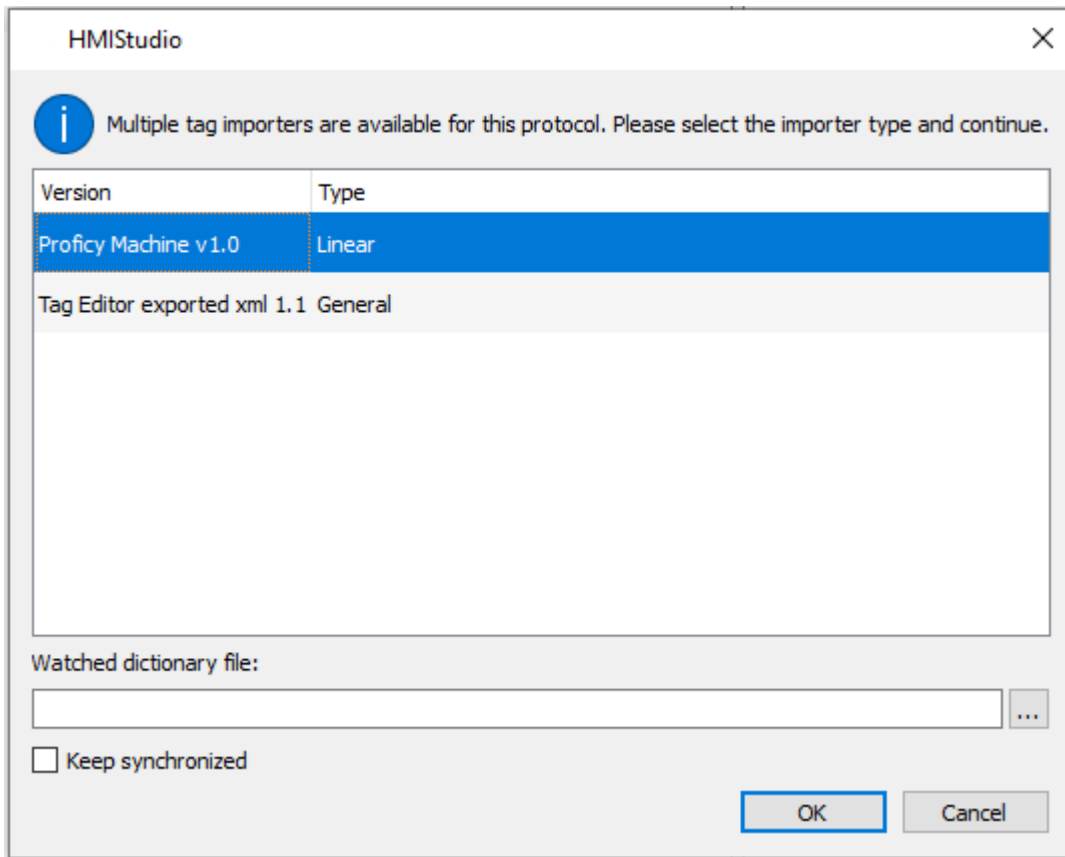 HMIStudio
Multiple tag importers are available for this protocol. Please select the importer type and continue.
Version Type
Proficy Machine v1.0 Linear
Tag Editor exported xml 1.1 General
Watched dictionary file:
...
Keep synchronized
OK Cancel